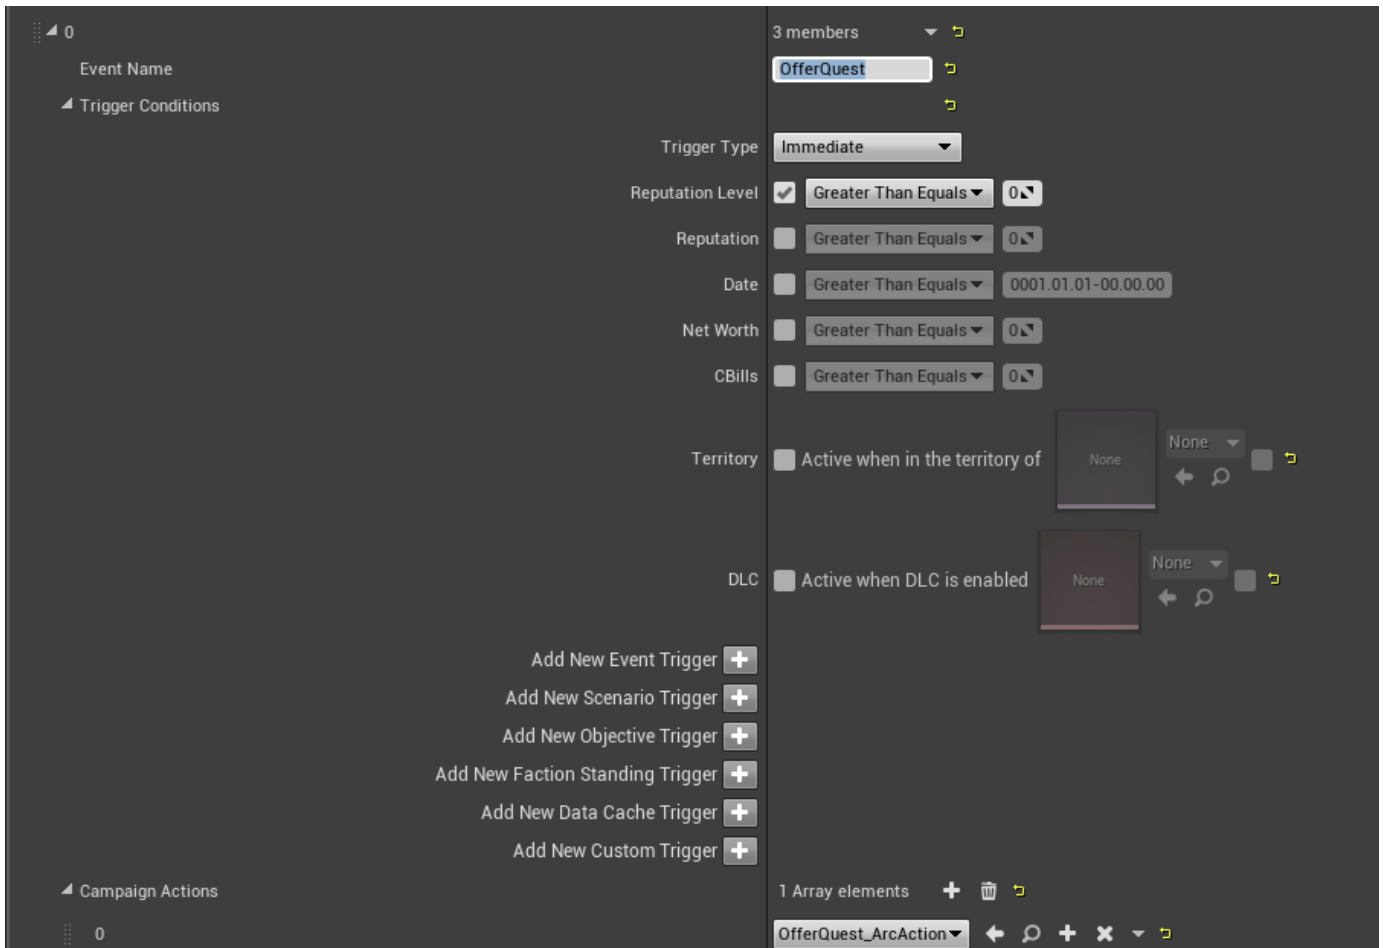 0 3 members
Event Name OfferQuest
Trigger Conditions
Trigger Type Immediate
Reputation Level Greater Than Equals 0
Reputation Greater Than Equals 0
Date Greater Than Equals 0001.01.01-00.00.00
Net Worth Greater Than Equals 0
CBills Greater Than Equals 0
None
Territory Active when in the territory of None
None
DLC Active when DLC is enabled None
Add New Event Trigger
Add New Scenario Trigger
Add New Objective Trigger
Add New Faction Standing Trigger
Add New Data Cache Trigger
Add New Custom Trigger
Campaign Actions 1 Array elements
0 OfferQuest_ArcAction